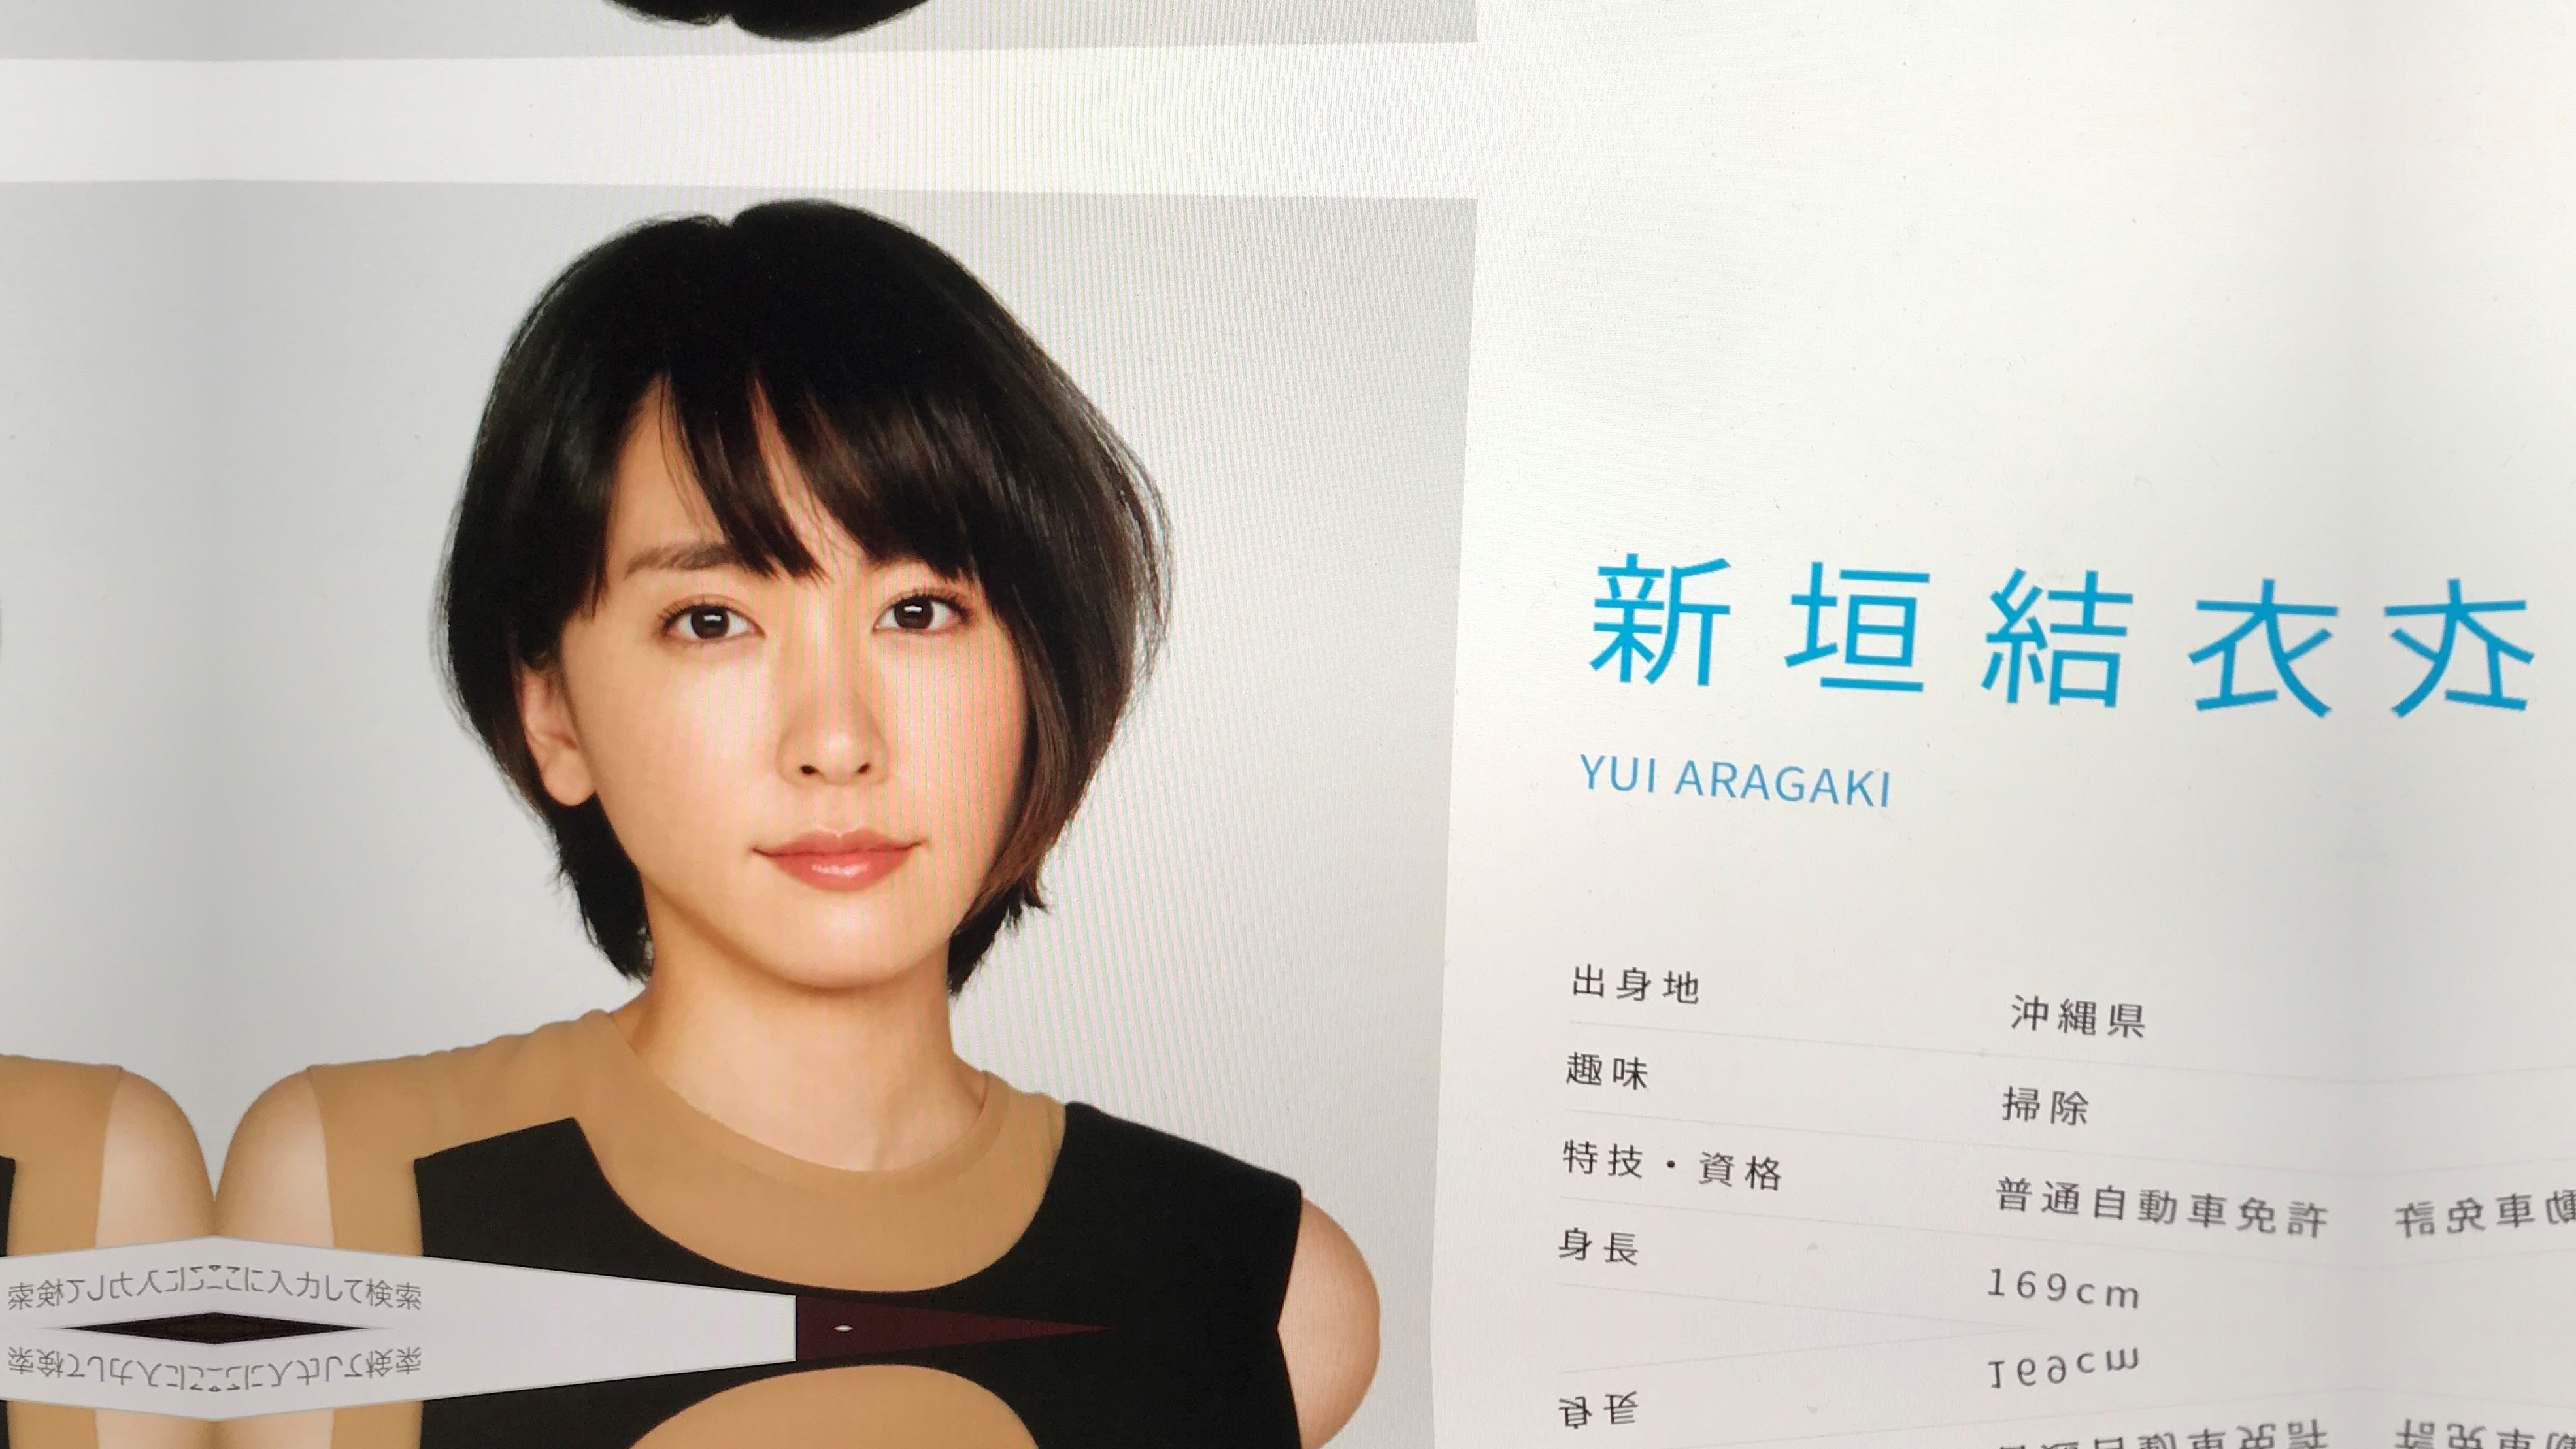 新垣結衣
YUI ARAGAKI
出身地 沖縄県
趣味 掃除
特技・資格 普通自動車免許
身長 169cm
ここに入力して検索